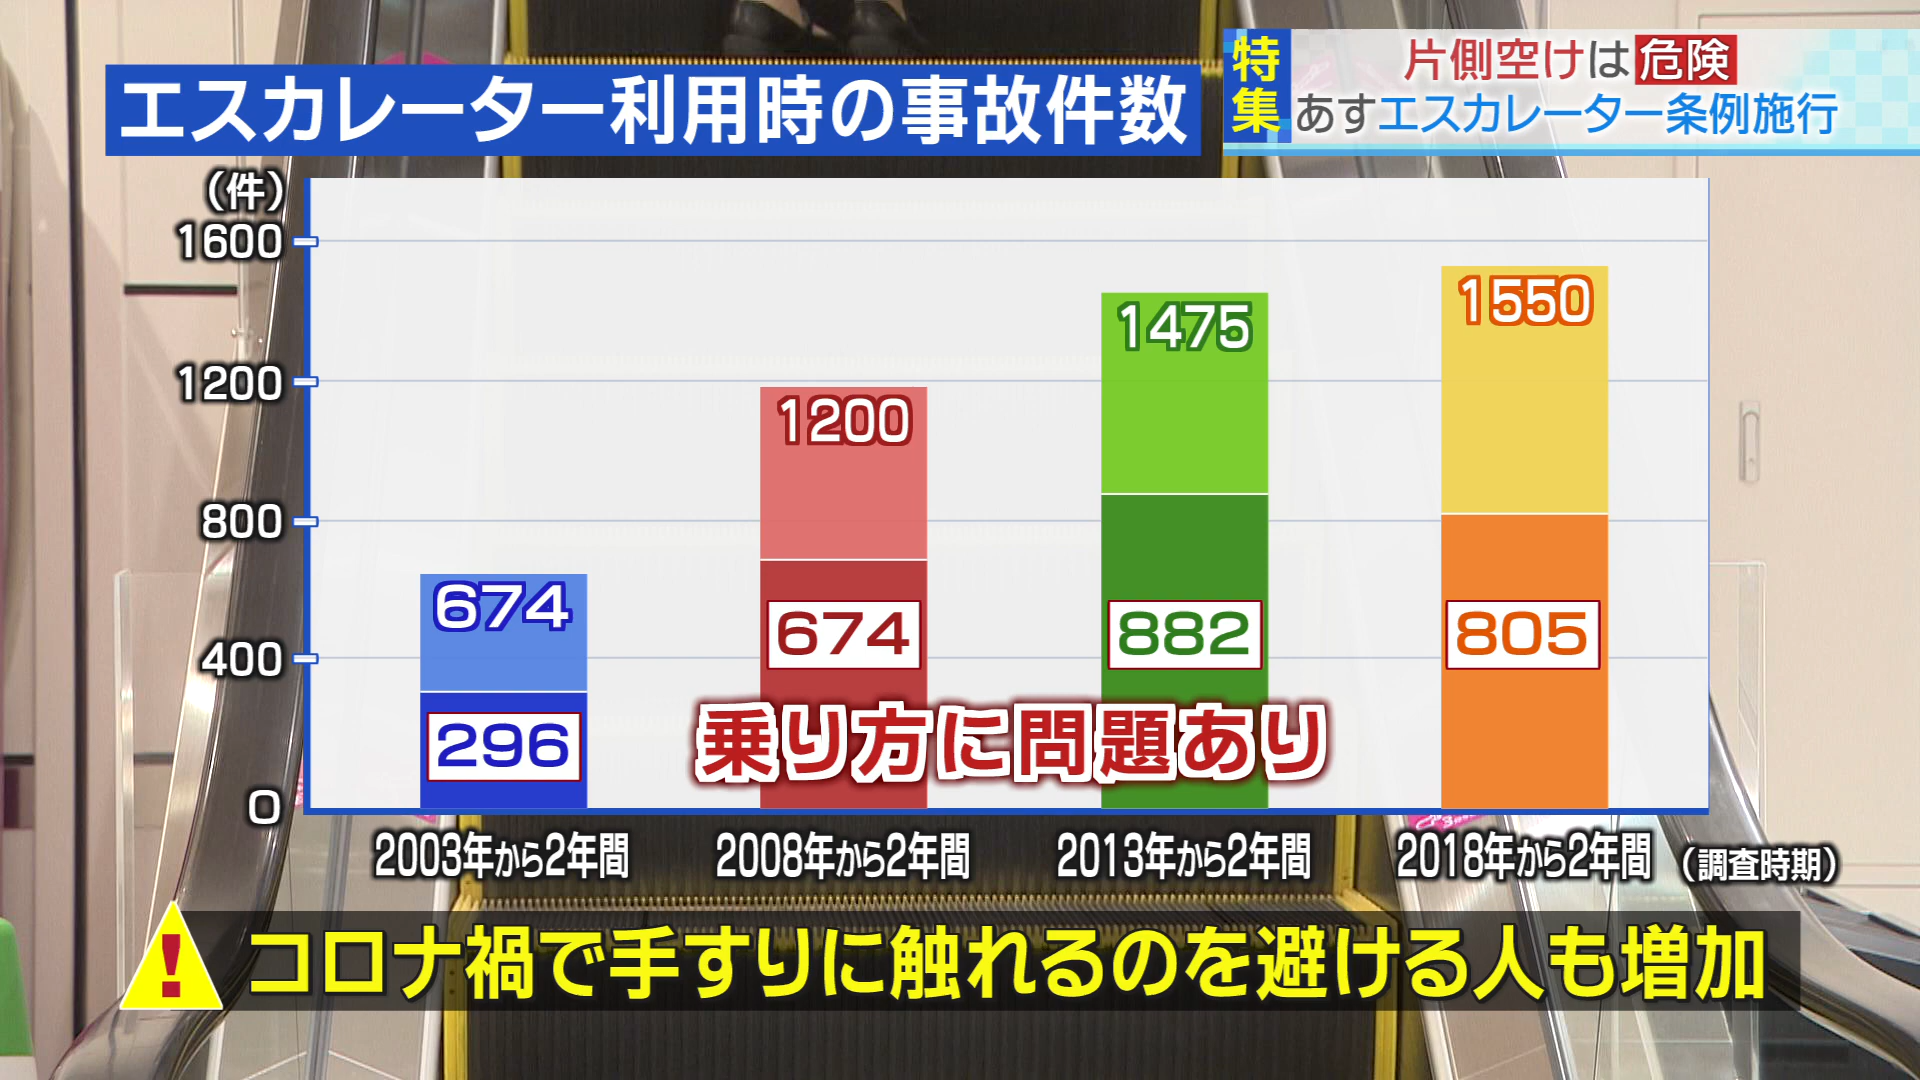 エスカレーター利用時の事故件数
特集
片側空けは危険
あすエスカレーター条例施行
（件）
1600
1200
800
400
0
674
296
1200
674
1475
882
1550
805
乗り方に問題あり
2003年から2年間
2008年から2年間
2013年から2年間
2018年から2年間
（調査時期）
!
コロナ禍で手すりに触れるのを避ける人も増加